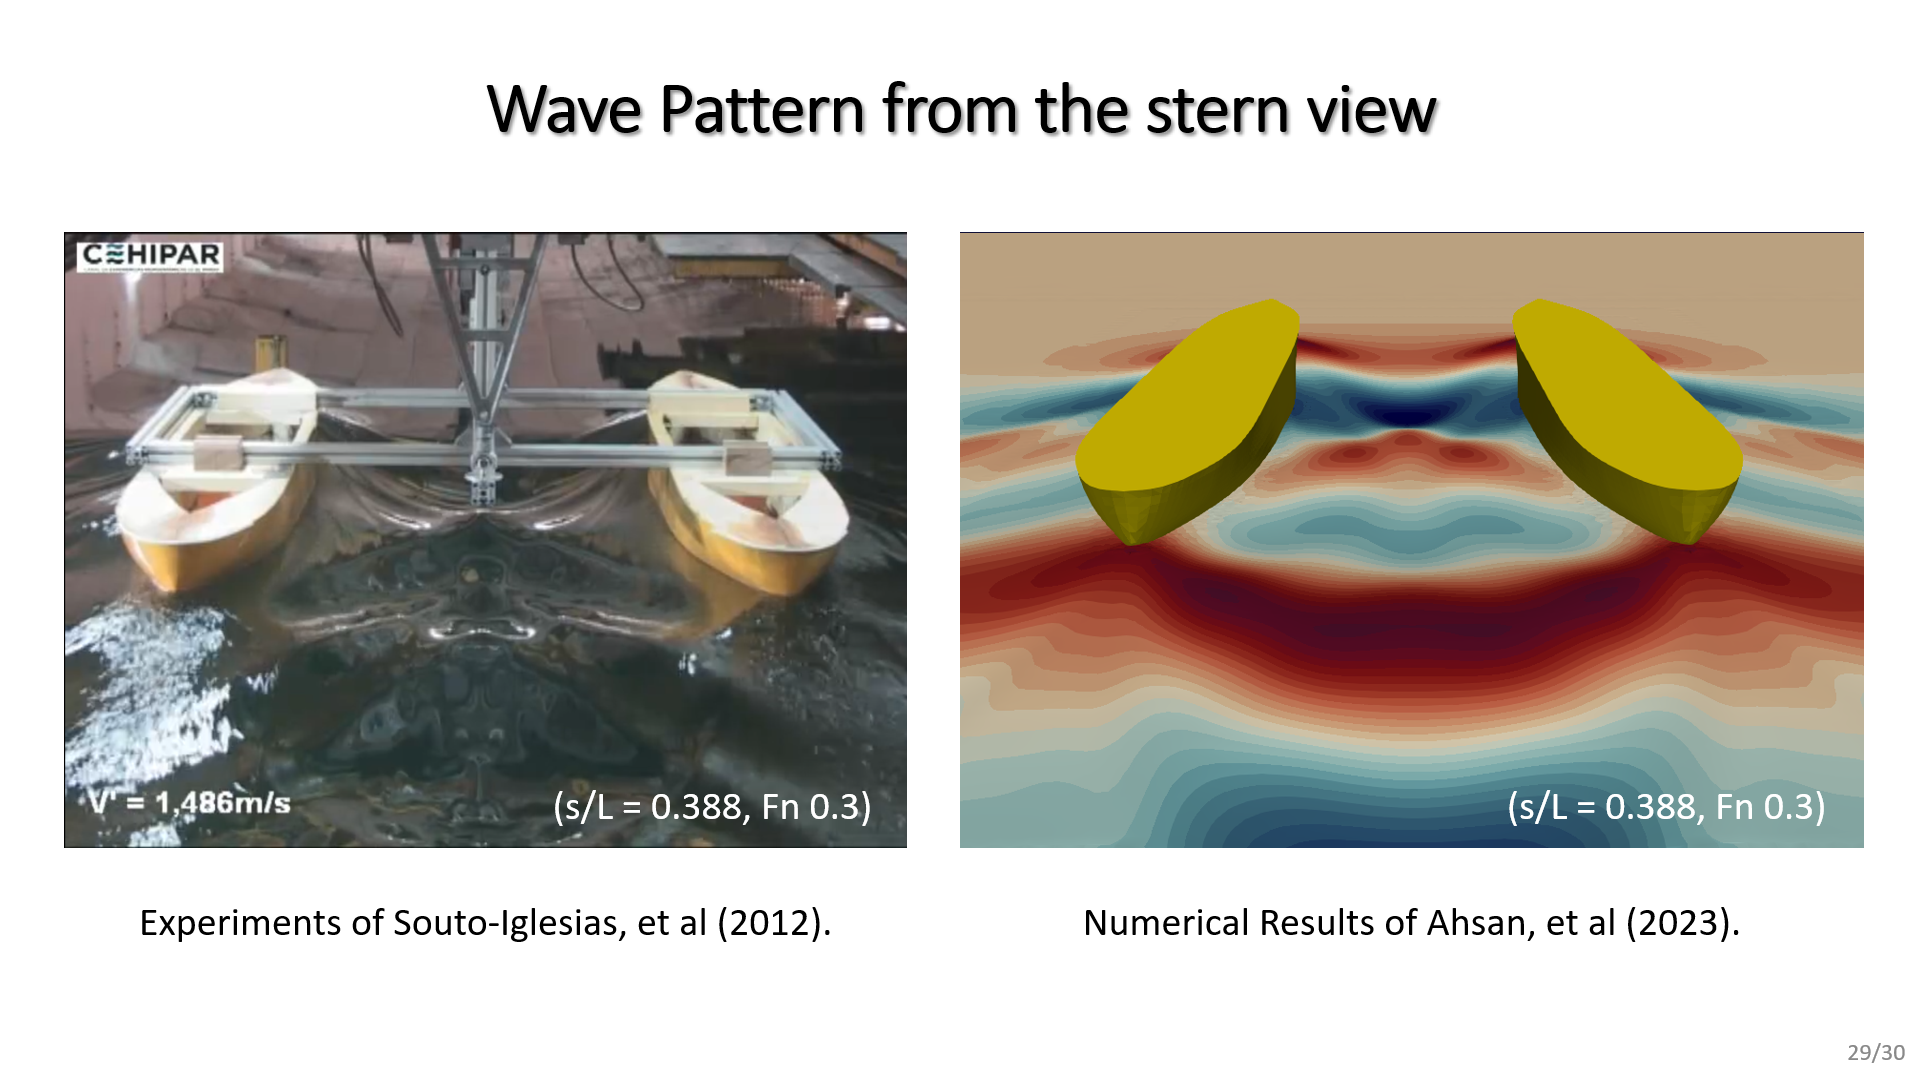 Wave Pattern from the stern view
CEHIPAR
V' = 1,486m/s
(s/L = 0.388, Fn 0.3)
(s/L = 0.388, Fn 0.3)
Experiments of Souto-Iglesias, et al (2012).
Numerical Results of Ahsan, et al (2023).
29/30